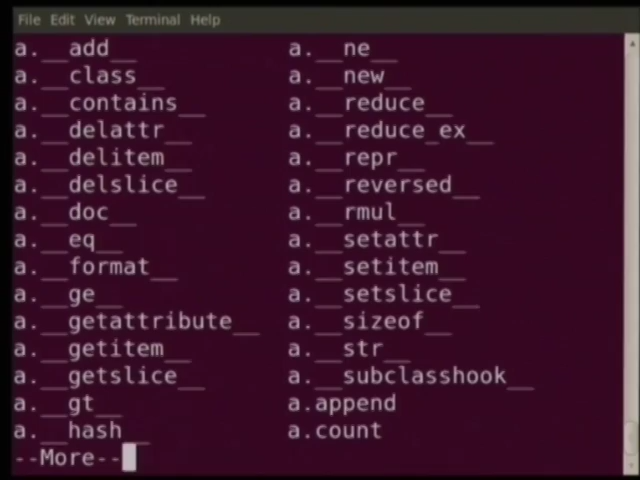 File Edit View Terminal Help
a.__add__ a.__ne__
a.__class__ a.__new__
a.__contains__ a.__reduce__
a.__delattr__ a.__reduce_ex__
a.__delitem__ a.__repr__
a.__delslice__ a.__reversed__
a.__doc__ a.__rmul__
a.__eq__ a.__setattr__
a.__format__ a.__setitem__
a.__ge__ a.__setslice__
a.__getattribute__ a.__sizeof__
a.__getitem__ a.__str__
a.__getslice__ a.__subclasshook__
a.__gt__ a.append
a.__hash__ a.count
--More--